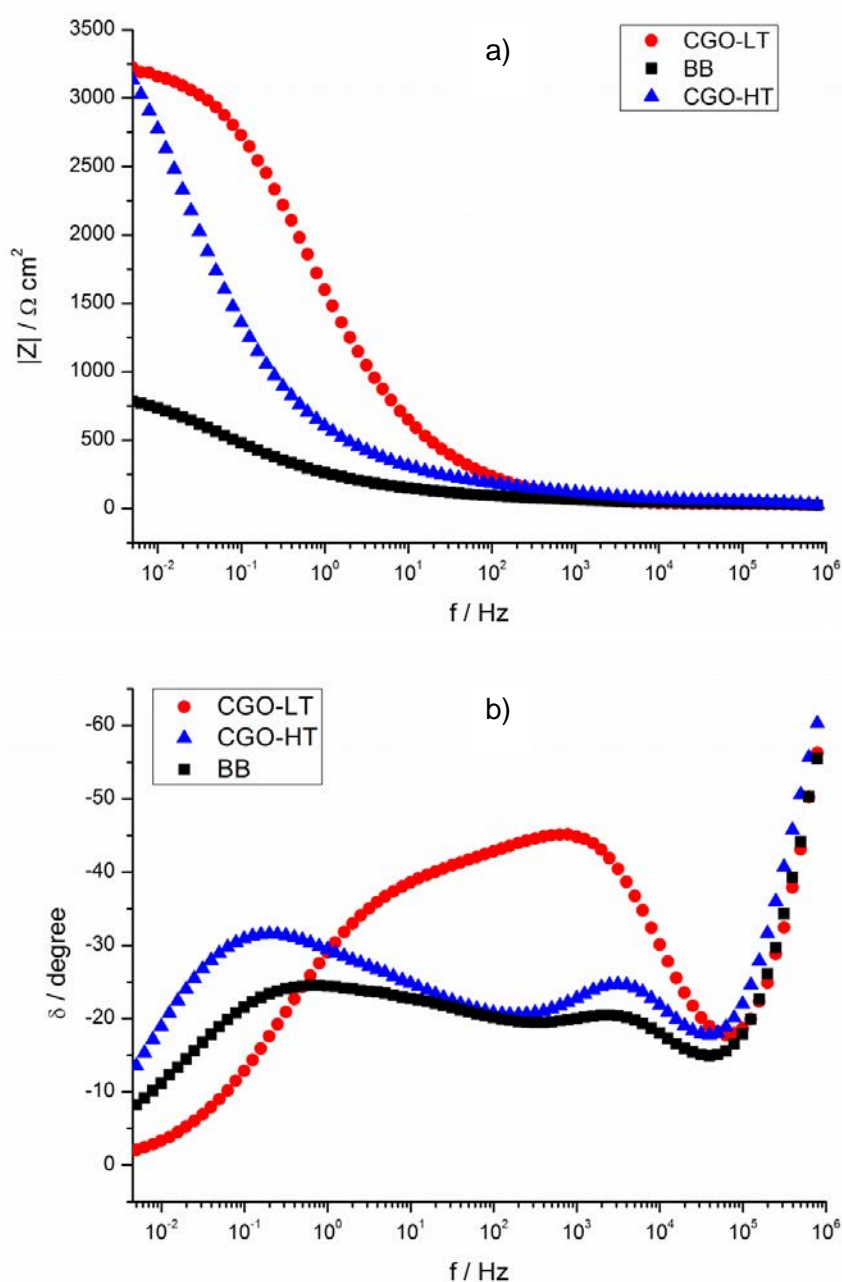 a)
CGO-LT
BB
CGO-HT
3500
3000
2500
2000
1500
1000
500
0
|Z| / Ω cm²
10⁻² 10⁻¹ 10⁰ 10¹ 10² 10³ 10⁴ 10⁵ 10⁶
f / Hz
b)
CGO-LT
CGO-HT
BB
-60
-50
-40
-30
-20
-10
0
δ / degree
10⁻² 10⁻¹ 10⁰ 10¹ 10² 10³ 10⁴ 10⁵ 10⁶
f / Hz